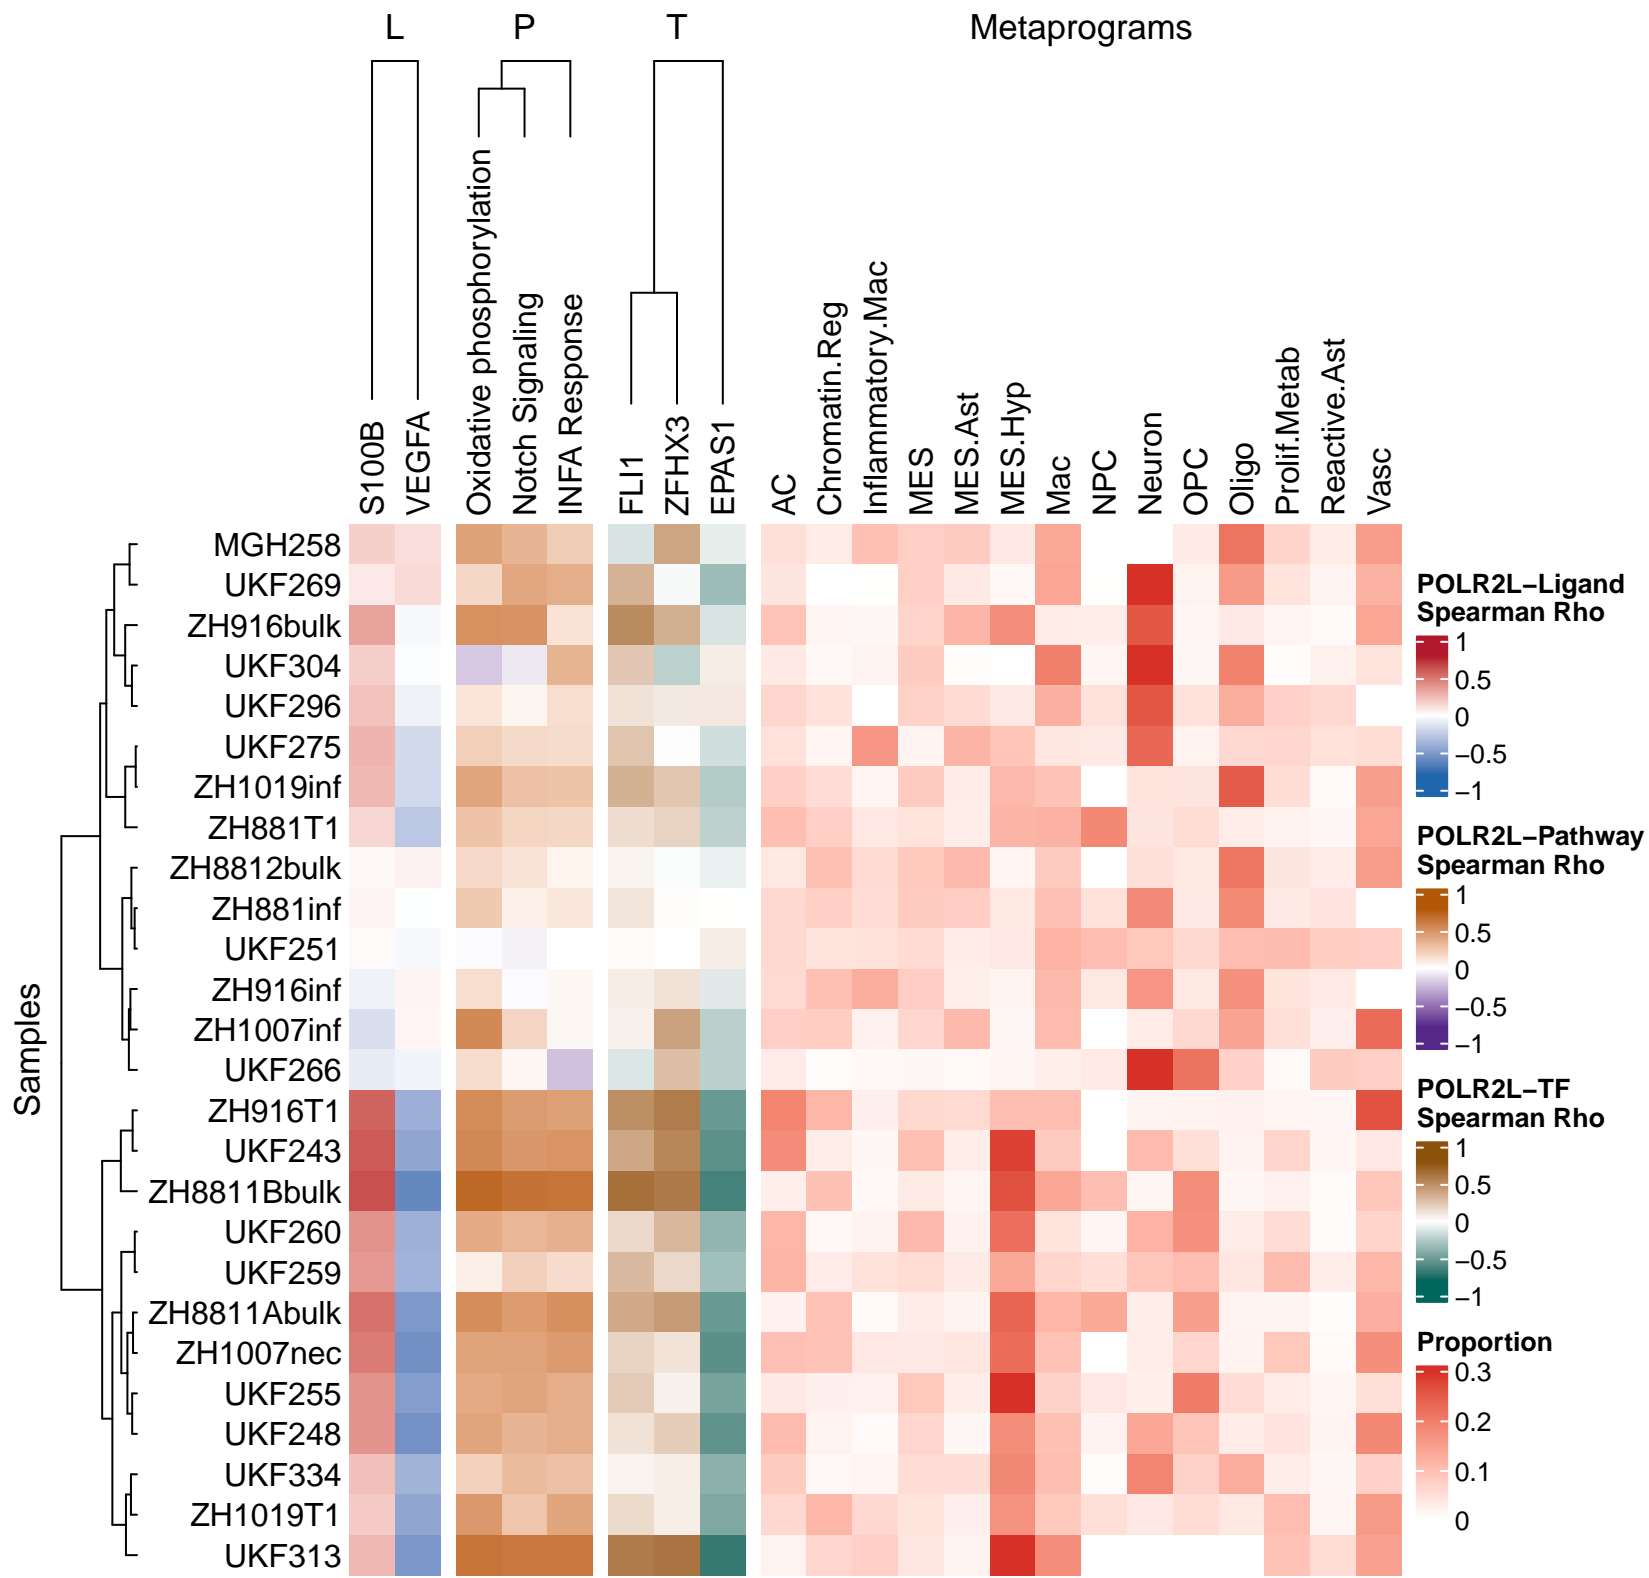 L P T Metaprograms
Oxidative phosphorylation
Notch Signaling
INFA Response
S100B
VEGFA
FLI1
ZFHX3
EPAS1
AC
Chromatin.Reg
Inflammatory.Mac
MES
MES.Ast
MES.Hyp
Mac
NPC
Neuron
OPC
Oligo
Prolif.Metab
Reactive.Ast
Vasc
Samples
MGH258
UKF269
ZH916bulk
UKF304
UKF296
UKF275
ZH1019inf
ZH881T1
ZH8812bulk
ZH881inf
UKF251
ZH916inf
ZH1007inf
UKF266
ZH916T1
UKF243
ZH8811Bbulk
UKF260
UKF259
ZH8811Abulk
ZH1007nec
UKF255
UKF248
UKF334
ZH1019T1
UKF313
POLR2L−Ligand
Spearman Rho
1
0.5
0
−0.5
−1
POLR2L−Pathway
Spearman Rho
1
0.5
0
−0.5
−1
POLR2L−TF
Spearman Rho
1
0.5
0
−0.5
−1
Proportion
0.3
0.2
0.1
0